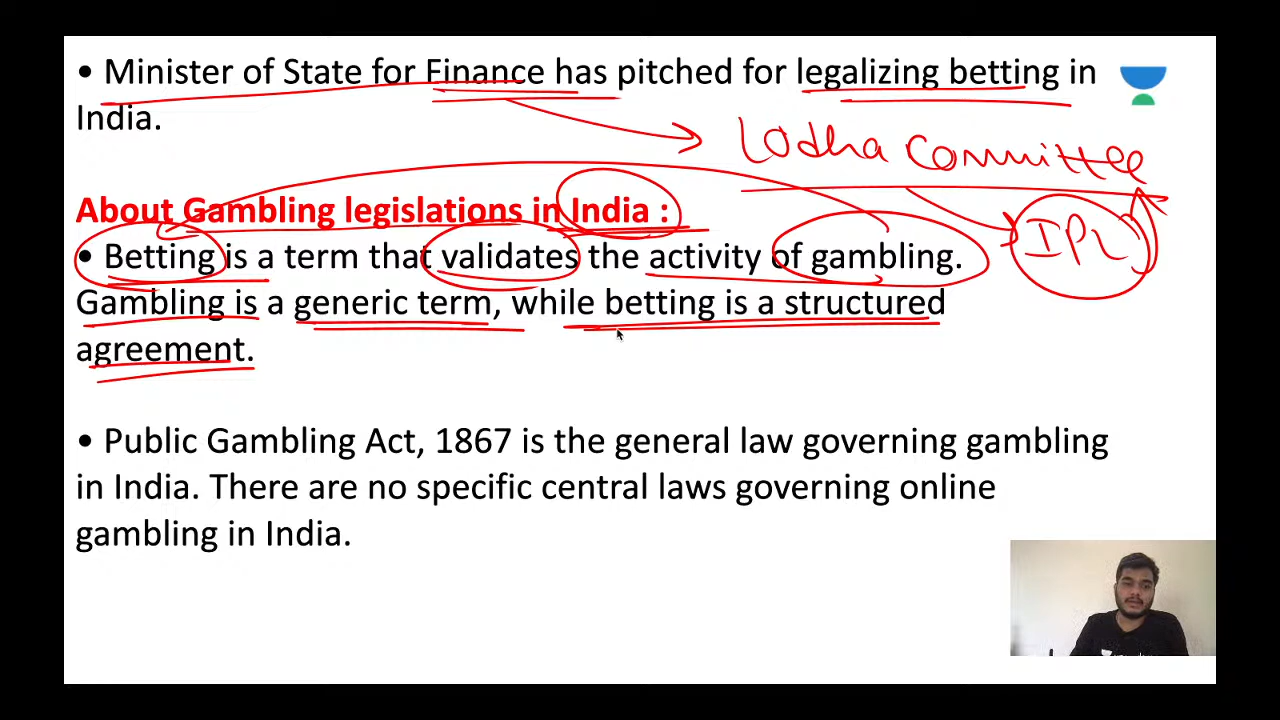 • Minister of State for Finance has pitched for legalizing betting in
India.
Lodha Committee
About Gambling legislations in India :
IPL
• Betting is a term that validates the activity of gambling.
Gambling is a generic term, while betting is a structured
agreement.
• Public Gambling Act, 1867 is the general law governing gambling
in India. There are no specific central laws governing online
gambling in India.